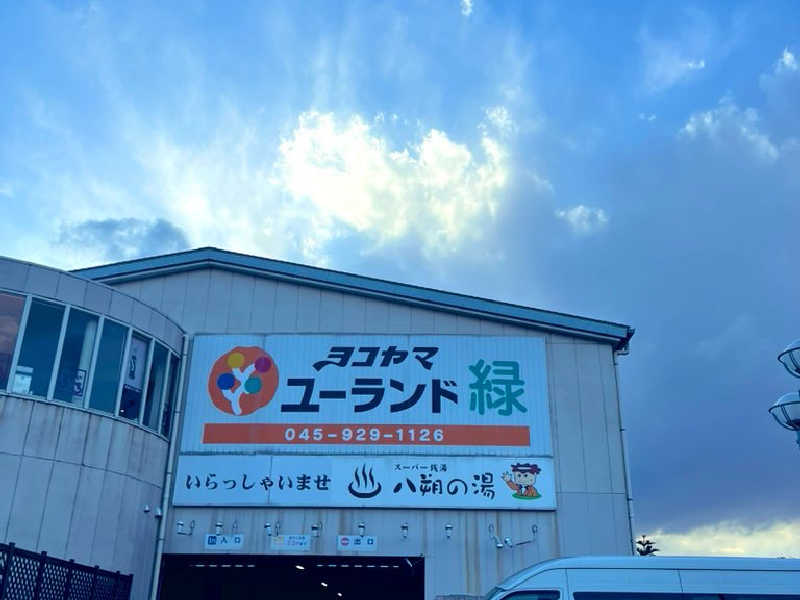 ヨコヤマ
ユーランド 緑
045-929-1126
スーパー銭湯
いらっしゃいませ 八朔の湯
In 入口 出口